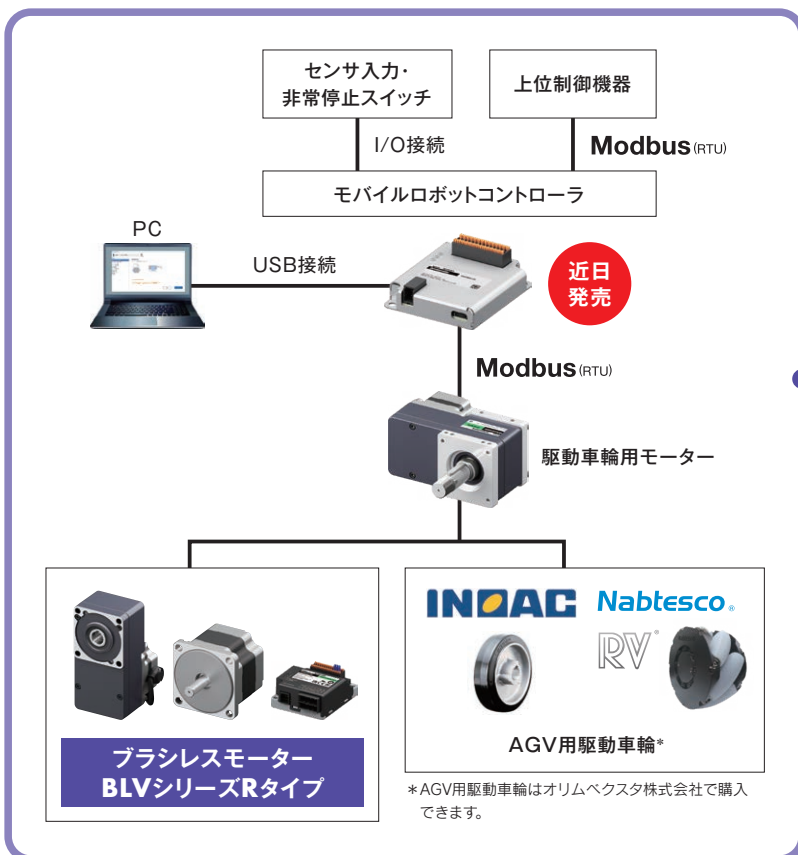 センサ入力・
非常停止スイッチ
上位制御機器
I/O接続
Modbus(RTU)
モバイルロボットコントローラ
PC
USB接続
近日
発売
Modbus(RTU)
駆動車輪用モーター
INOAC
Nabtesco®
RV®
ブラシレスモーター
BLVシリーズRタイプ
AGV用駆動車輪*
*AGV用駆動車輪はオリムベクスタ株式会社で購入
できます。